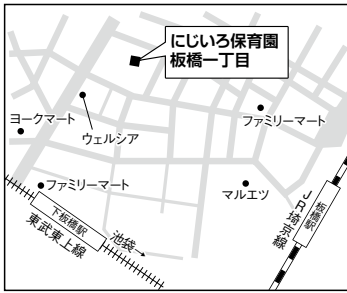 にじいろ保育園
板橋一丁目
ファミリーマート
ヨークマート
ウェルシア
ファミリーマート
マルエツ
下板橋駅
東武東上線
池袋
板橋駅
JR埼京線